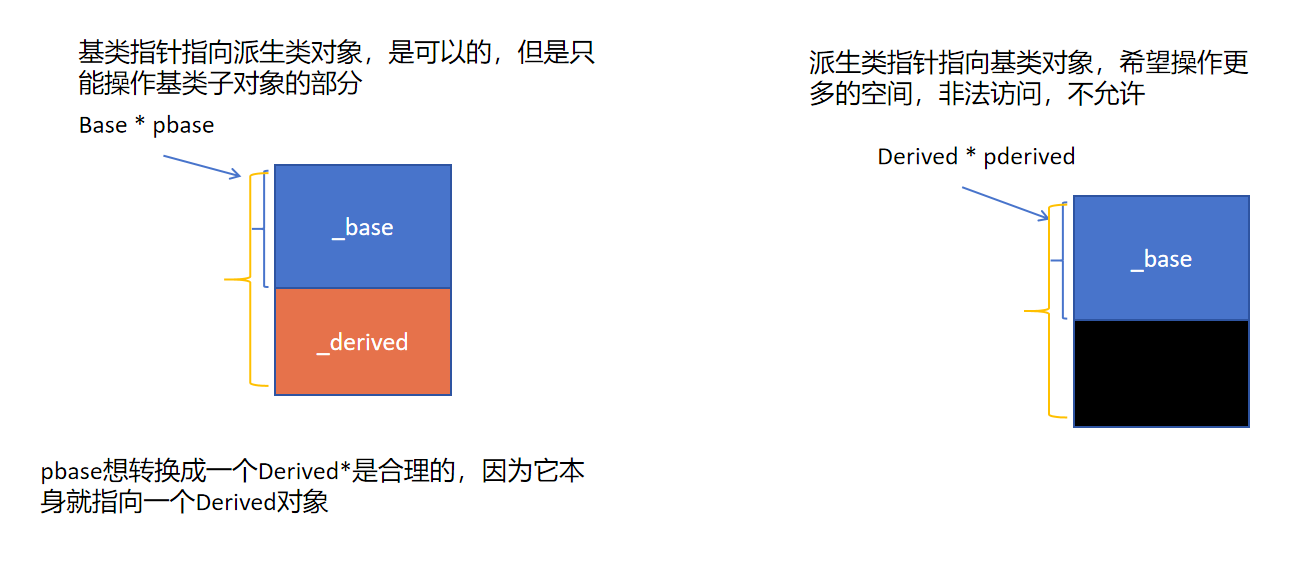 基类指针指向派生类对象，是可以的，但是只
能操作基类子对象的部分
Base * pbase
_base
_derived
pbase想转换成一个Derived*是合理的，因为它本
身就指向一个Derived对象
派生类指针指向基类对象，希望操作更
多的空间，非法访问，不允许
Derived * pderived
_base